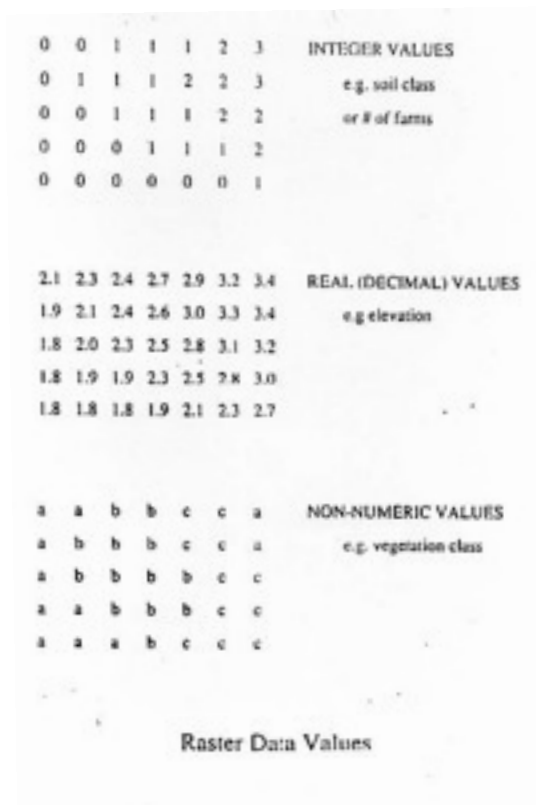 0 0 1 1 1 2 3 INTEGER VALUES
0 1 1 1 2 2 3 e.g. soil class
0 0 1 1 1 2 2 or # of farms
0 0 0 1 1 1 2
0 0 0 0 0 0 1
2.1 2.3 2.4 2.7 2.9 3.2 3.4 REAL (DECIMAL) VALUES
1.9 2.1 2.4 2.6 3.0 3.3 3.4 e.g elevation
1.8 2.0 2.3 2.5 2.8 3.1 3.2
1.8 1.9 1.9 2.3 2.5 2.8 3.0
1.8 1.8 1.8 1.9 2.1 2.3 2.7
a a b b c c a NON-NUMERIC VALUES
a b b b c c a e.g. vegetation class
a b b b b c c
a a b b b c c
a a a b c c c
Raster Data Values